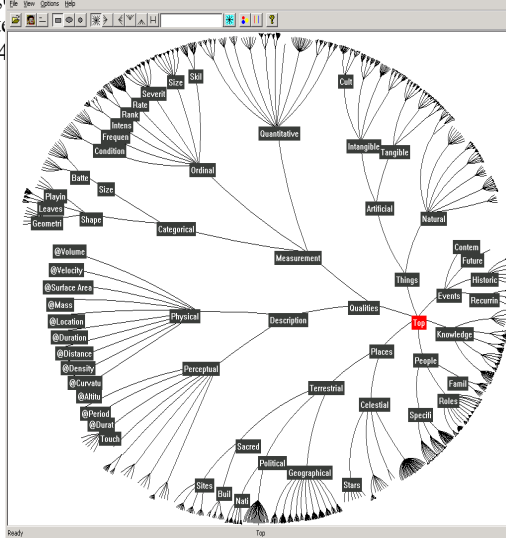 File View Options Help
Skil
Size
Severit
Rate
Rank
Intens
Frequen
Condition
Ordinal
Quantitative
Cult
Intangible
Tangible
Artificial
Natural
Batte
Size
Playin
Leaves
Geometri
Shape
Categorical
Measurement
Things
Contem
Future
Historic
Events
Recurrin
@Volume
@Velocity
@Surface Area
@Mass
@Location
@Duration
@Distance
@Density
@Curvatu
@Altitu
@Period
@Durat
Touch
Physical
Perceptual
Description
Qualities
Top
Knowledge
Places
People
Famil
Roles
Specifi
Terrestrial
Celestial
Sacred
Political
Geographical
Sites
Buil
Nati
Stars
Ready
Top